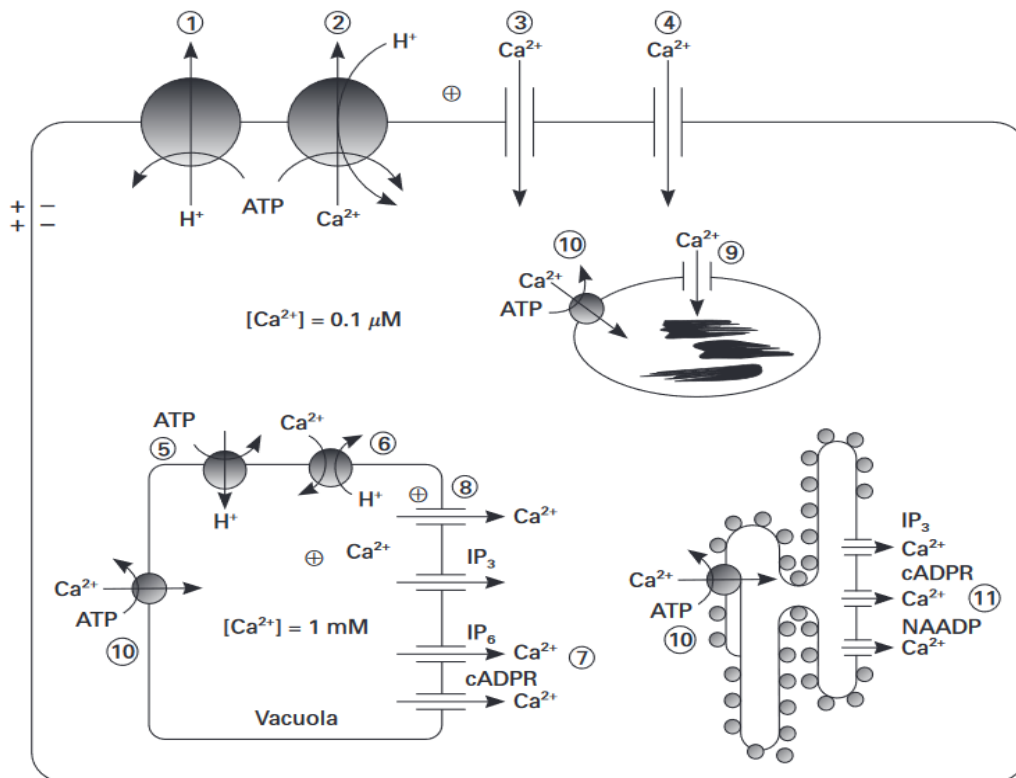 ① ② ③ ④
H⁺ Ca²⁺ Ca²⁺
⊕
+ −
+ −
ATP
H⁺ Ca²⁺
⑩ Ca²⁺ ⑨
Ca²⁺
ATP
[Ca²⁺] = 0.1 μM
ATP Ca²⁺
⑤ ⑥
H⁺ H⁺
⊕ ⑧ Ca²⁺
⊕ Ca²⁺
IP₃
Ca²⁺
ATP
⑩
[Ca²⁺] = 1 mM
IP₆
Ca²⁺ ⑦
cADPR
Ca²⁺
Vacuola
IP₃
Ca²⁺
cADPR
Ca²⁺ ⑪
NAADP
Ca²⁺
Ca²⁺
ATP
⑩